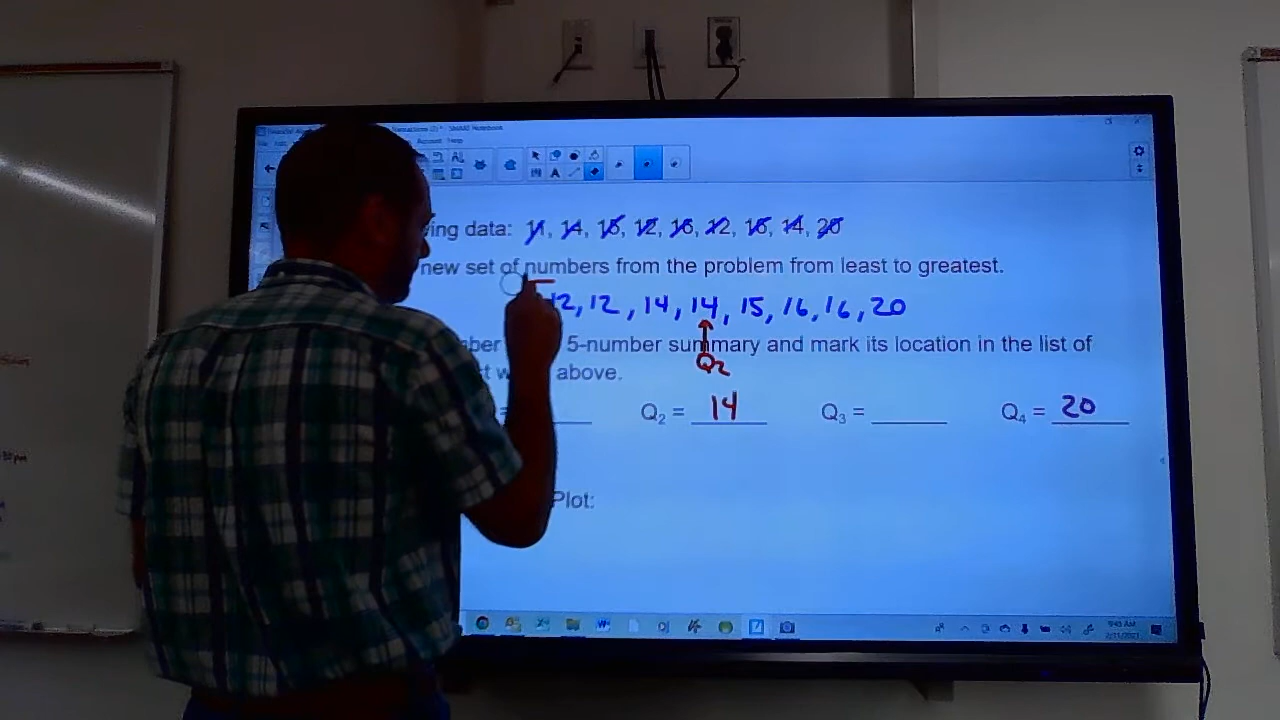 ving data: 11, 14, 15, 12, 16, 12, 16, 14, 20
new set of numbers from the problem from least to greatest.
12, 12, 14, 14, 15, 16, 16, 20
5-number summary and mark its location in the list of
above.
Q2
Q2 = 14 Q3 = Q4 = 20
Plot: